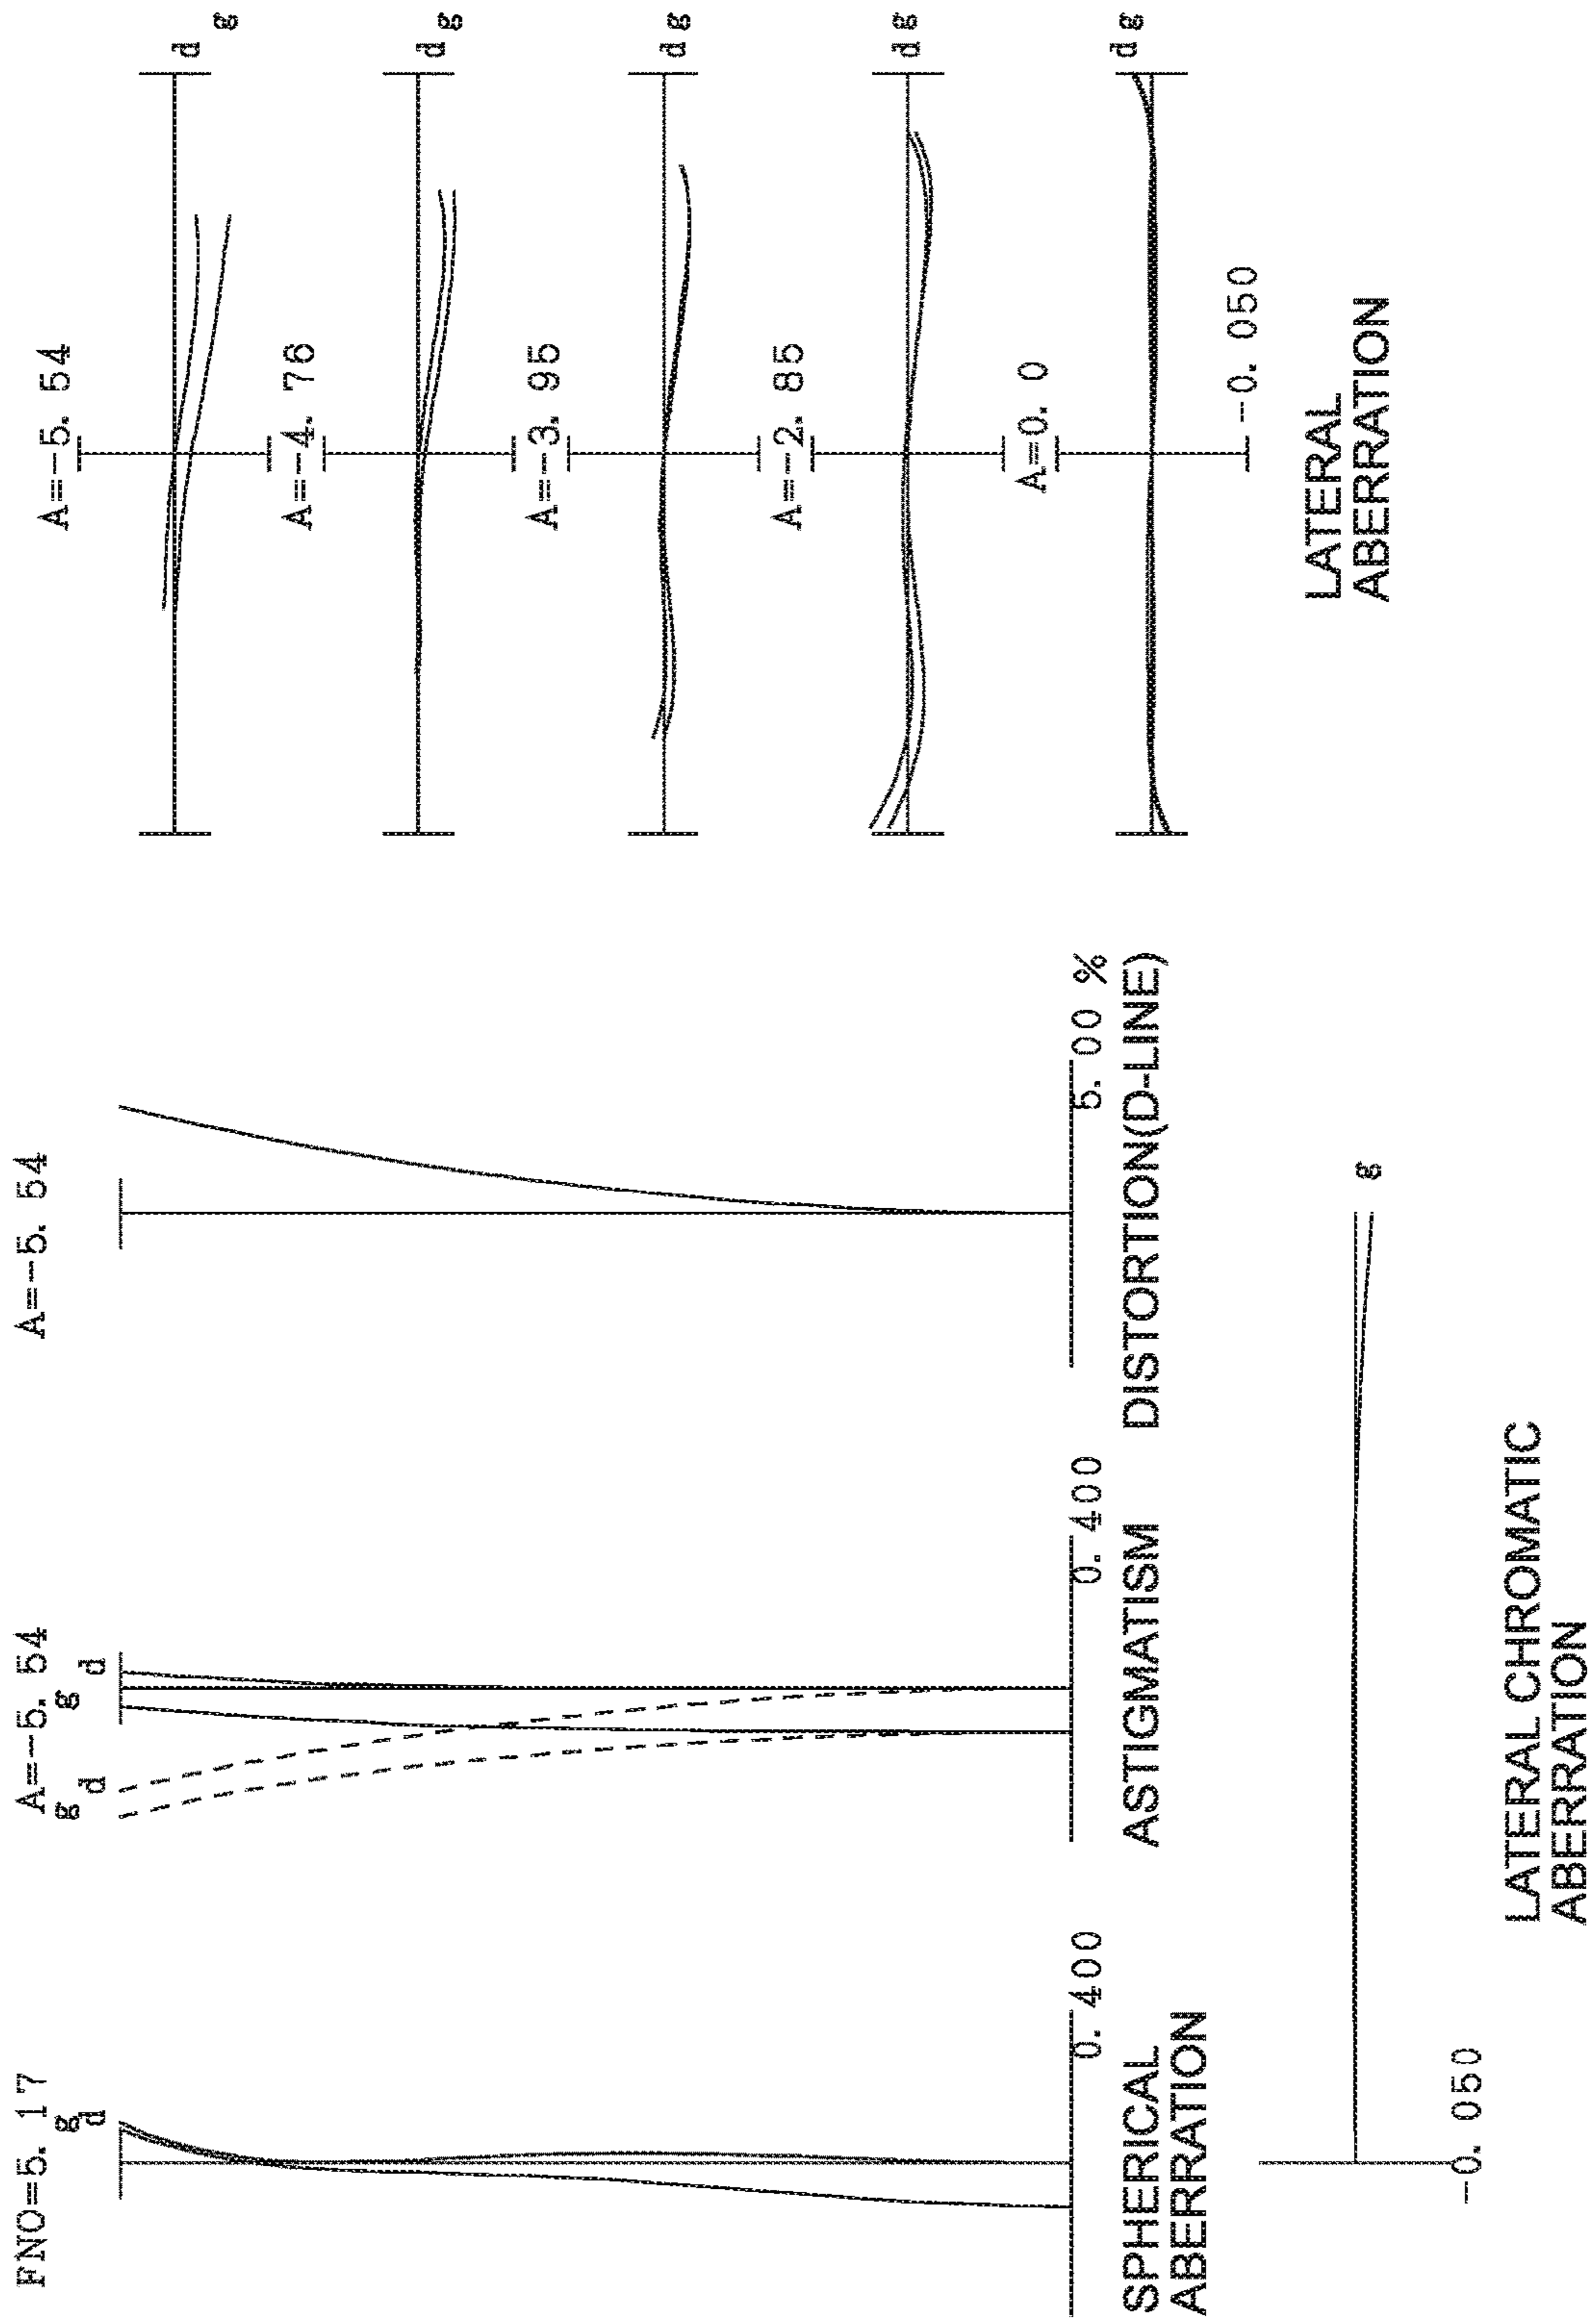 FNO=5. 17
g
d
0. 400
SPHERICAL
ABERRATION
A=-5. 54
g
d
g
d
0. 400
ASTIGMATISM
A=-5. 54
5. 00 %
DISTORTION(D-LINE)
A=-5. 54
d
g
A=-4. 76
d
g
A=-3. 95
d g
A=-2. 85
d g
A=0. 0
d g
-0. 050
LATERAL
ABERRATION
g
-0. 050
LATERAL CHROMATIC
ABERRATION